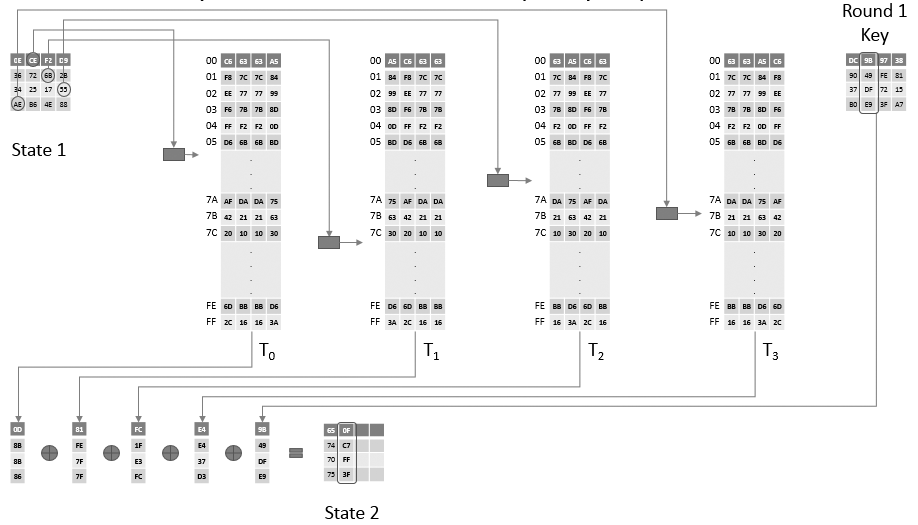 Round 1
Key
0E CE F2 D9
36 72 6B 2B
34 25 17 55
AE B6 4E 88
State 1
00 C6 63 63 A5
01 F8 7C 7C 84
02 EE 77 77 99
03 F6 7B 7B 8D
04 FF F2 F2 0D
05 D6 6B 6B BD
.
.
.
7A AF DA DA 75
7B 42 21 21 63
7C 20 10 10 30
.
.
.
.
FE 6D BB BB D6
FF 2C 16 16 3A
T0
00 A5 C6 63 63
01 84 F8 7C 7C
02 99 EE 77 77
03 8D F6 7B 7B
04 0D FF F2 F2
05 BD D6 6B 6B
.
.
.
7A 75 AF DA DA
7B 63 42 21 21
7C 30 20 10 10
.
.
.
.
FE D6 6D BB BB
FF 3A 2C 16 16
T1
00 63 A5 C6 63
01 7C 84 F8 7C
02 77 99 EE 77
03 7B 8D F6 7B
04 F2 0D FF F2
05 6B BD D6 6B
.
.
.
7A DA 75 AF DA
7B 21 63 42 21
7C 10 30 20 10
.
.
.
.
FE BB D6 6D BB
FF 16 3A 2C 16
T2
00 63 63 A5 C6
01 7C 7C 84 F8
02 77 77 99 EE
03 7B 7B 8D F6
04 F2 F2 0D FF
05 6B 6B BD D6
.
.
.
7A DA DA 75 AF
7B 21 21 63 42
7C 10 10 30 20
.
.
.
.
FE BB BB D6 6D
FF 16 16 3A 2C
T3
DC 9B 97 38
90 49 FE 81
37 DF 72 15
B0 E9 3F A7
0D 81 FC E4 9B 65 0F
8B FE 1F E4 49 74 C7
8B 7F E3 37 DF 70 FF
86 7F FC D3 E9 75 3F
State 2